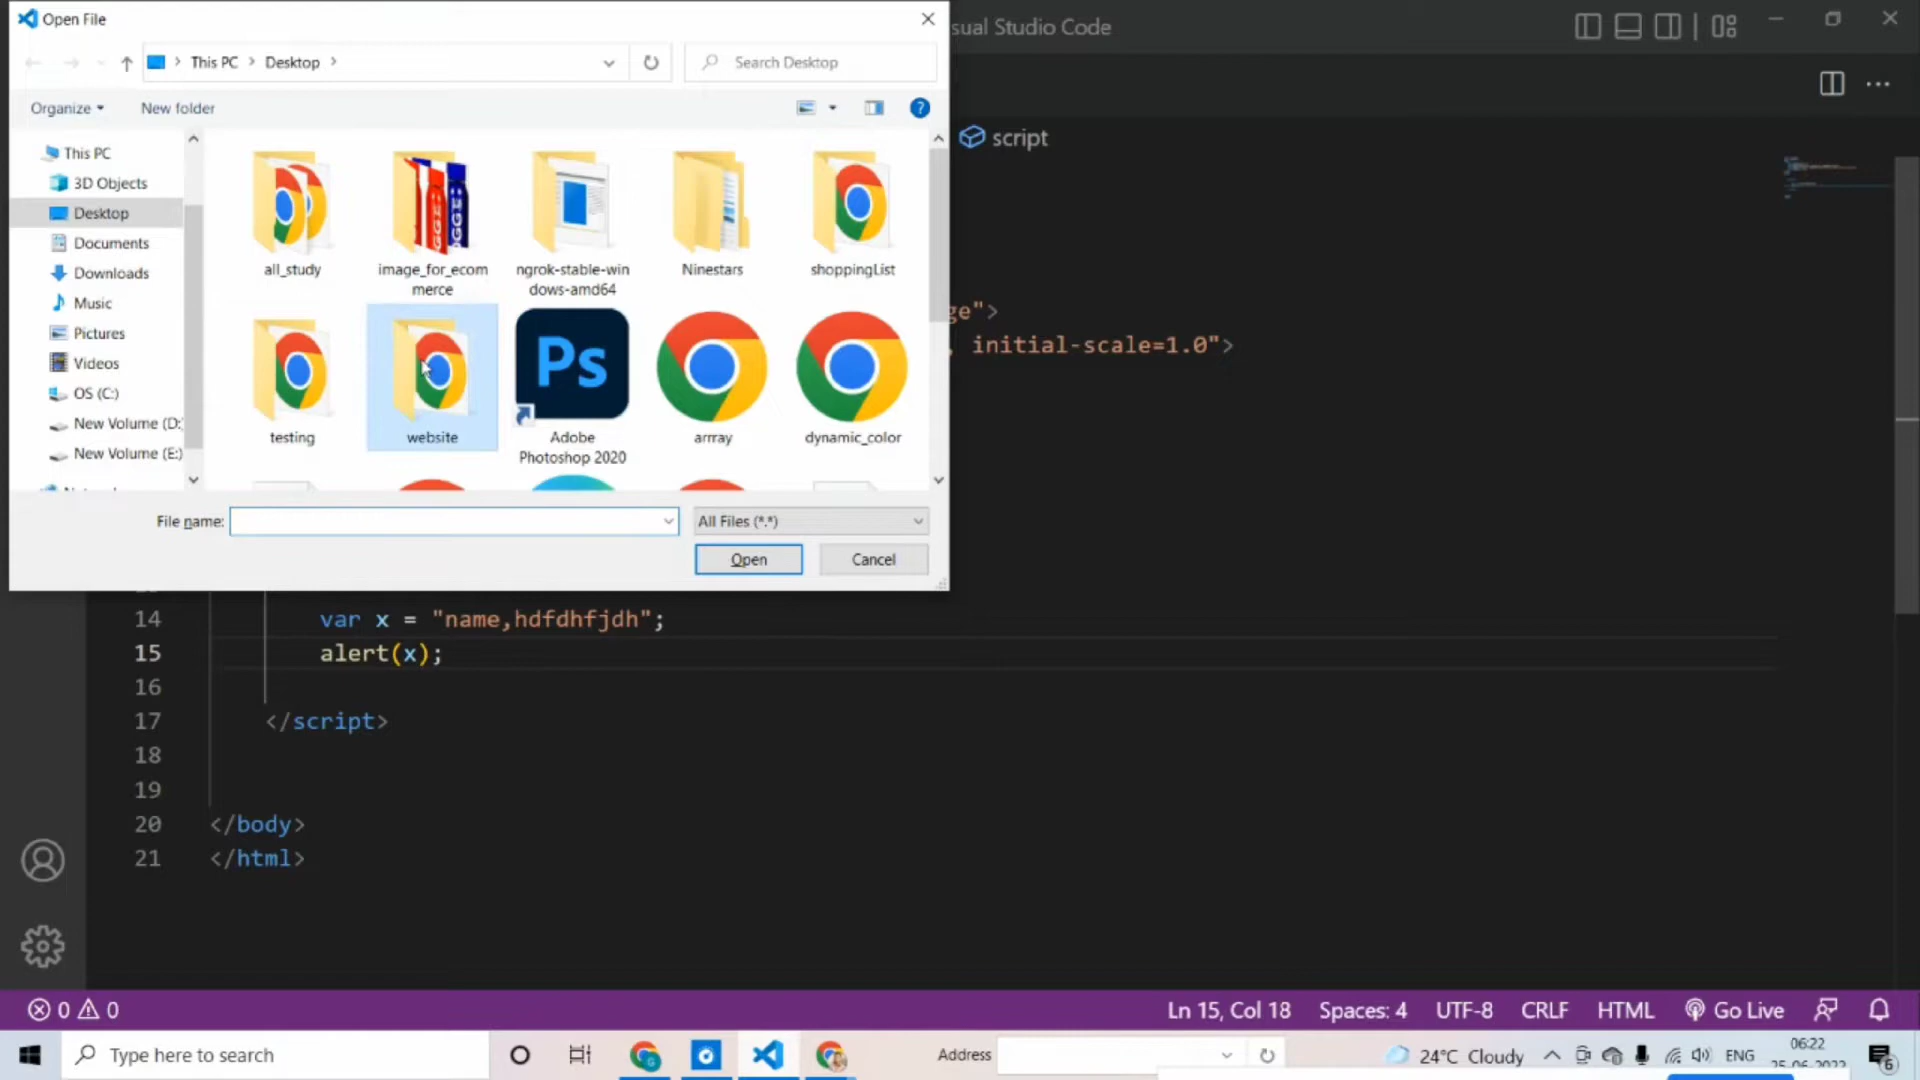 Open File
sual Studio Code
This PC
Desktop
Search Desktop
Organize
New folder
?
This PC
3D Objects
Desktop
Documents
Downloads
Music
Pictures
Videos
OS (C:)
New Volume (D:
New Volume (E:)
all_study
image_for_ecom
merce
ngrok-stable-win
dows-amd64
Ninestars
shoppingList
testing
website
Ps
Adobe
Photoshop 2020
arrray
dynamic_color
File name:
All Files (*.*)
Open
Cancel
script
ge">
, initial-scale=1.0">
14 var x = "name,hdfdhfjdh";
15 alert(x);
16
17 </script>
18
19
20 </body>
21 </html>
0 0
Ln 15, Col 18
Spaces: 4
UTF-8
CRLF
HTML
Go Live
Type here to search
Address
24°C Cloudy
ENG
06:22
25-06-2022
6